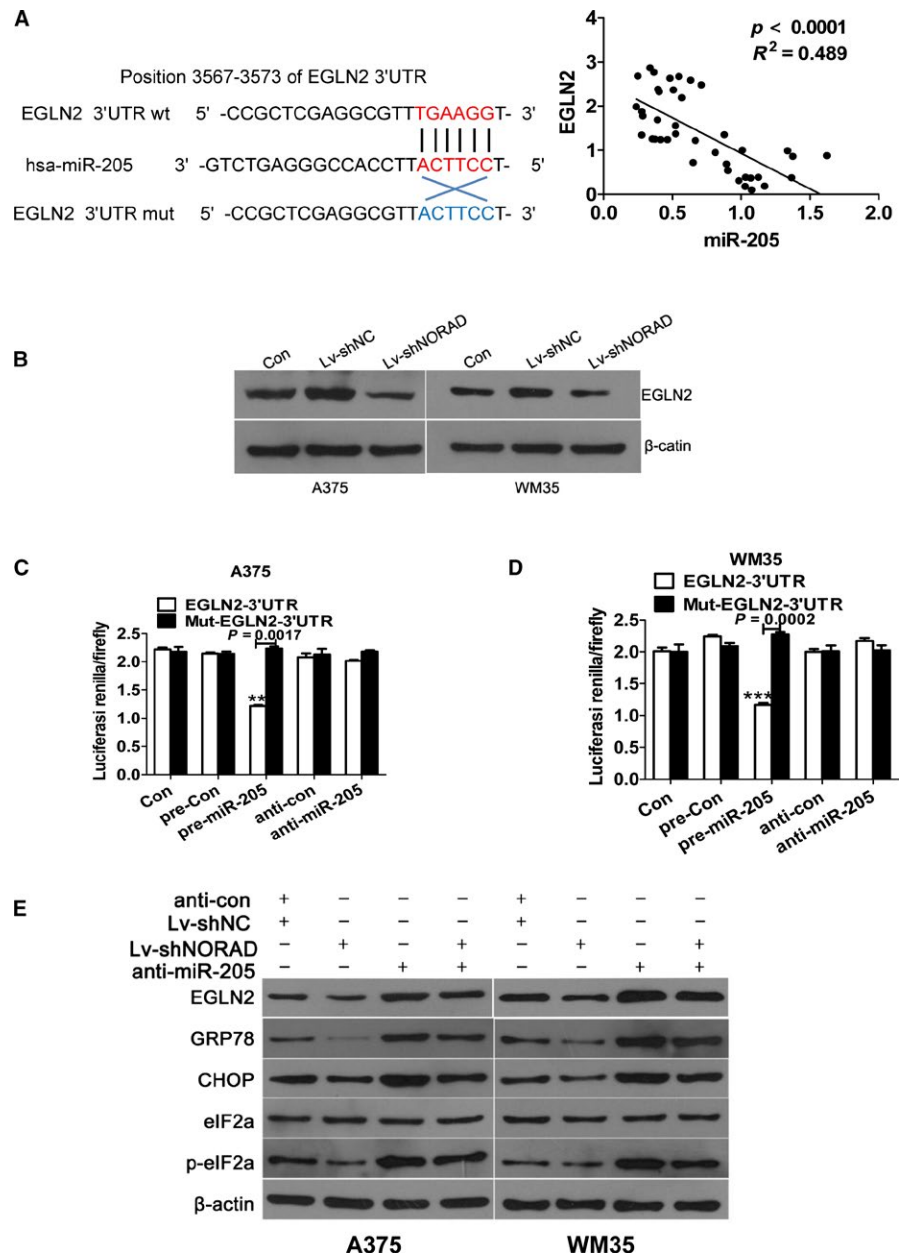 A
Position 3567-3573 of EGLN2 3'UTR
EGLN2 3'UTR wt 5' -CCGCTCGAGGCGTTTGAAGGT- 3'
hsa-miR-205 3' -GTCTGAGGGCCACCTTACTTCCT- 5'
EGLN2 3'UTR mut 5' -CCGCTCGAGGCGTTACTTCCT- 3'
p < 0.0001
R² = 0.489
EGLN2
4
3
2
1
0
0.0 0.5 1.0 1.5 2.0
miR-205
B
Con Lv-shNC Lv-shNORAD Con Lv-shNC Lv-shNORAD
EGLN2
β-catin
A375 WM35
C
A375
EGLN2-3'UTR
Mut-EGLN2-3'UTR
P = 0.0017
**
Luciferasi renilla/firefly
2.5
2.0
1.5
1.0
0.5
0.0
Con pre-Con pre-miR-205 anti-con anti-miR-205
D
WM35
EGLN2-3'UTR
Mut-EGLN2-3'UTR
P = 0.0002
***
Luciferasi renilla/firefly
2.5
2.0
1.5
1.0
0.5
0.0
Con pre-Con pre-miR-205 anti-con anti-miR-205
E
anti-con + − − − + − − −
Lv-shNC + − − − + − − −
Lv-shNORAD − + − + − + − +
anti-miR-205 − − + + − − + +
EGLN2
GRP78
CHOP
eIF2a
p-eIF2a
β-actin
A375 WM35